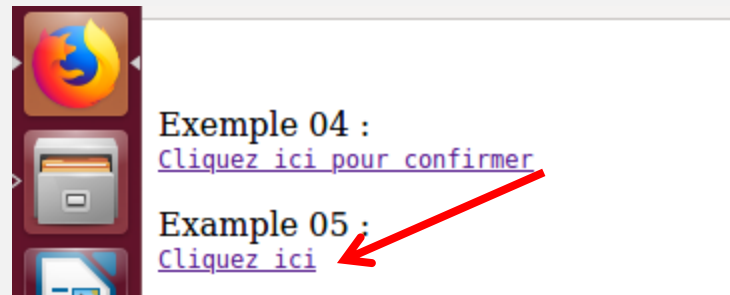 Exemple 04 :
Cliquez ici pour confirmer
Example 05 :
Cliquez ici